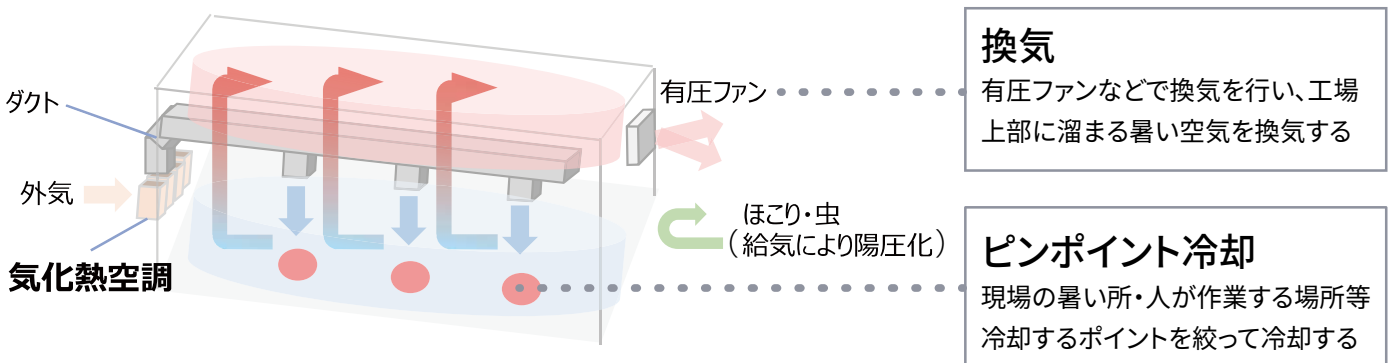 ダクト
外気
気化熱空調
有圧ファン
ほこり・虫
（給気により陽圧化）
換気
有圧ファンなどで換気を行い、工場
上部に溜まる暑い空気を換気する
ピンポイント冷却
現場の暑い所・人が作業する場所等
冷却するポイントを絞って冷却する